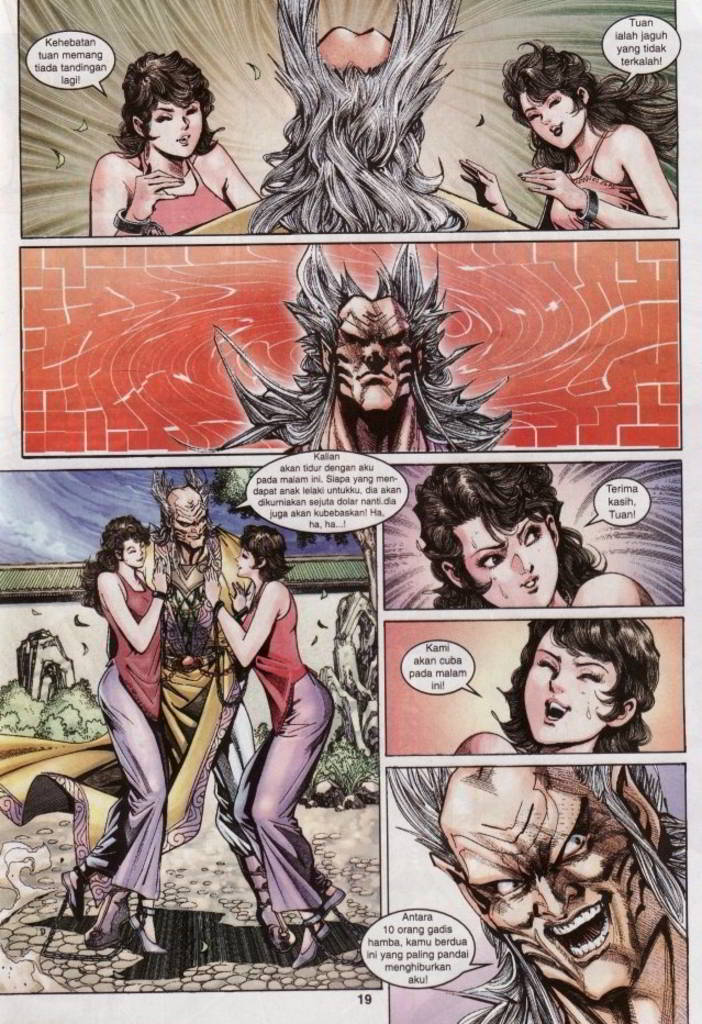 Kehebatan
tuan memang
tiada tandingan
lagi!
Tuan
ialah jaguh
yang tidak
terkalah!
Kalian
akan tidur dengan aku
pada malam ini. Siapa yang men-
dapat anak lelaki untukku, dia akan
dikurniakan sejuta dolar nanti.dia
juga akan kubebaskan! Ha,
ha, ha...!
Terima
kasih,
Tuan!
Kami
akan cuba
pada malam
ini!
Antara
10 orang gadis
hamba, kamu berdua
ini yang paling pandai
menghiburkan
aku!
19